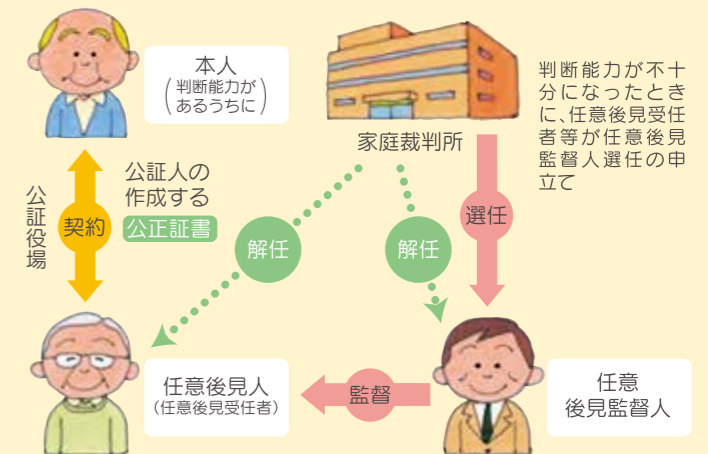 本人
(判断能力が
あるうちに)
家庭裁判所
判断能力が不十
分になったとき
に、任意後見受任
者等が任意後見
監督人選任の申
立て
公証役場
契約
公証人の
作成する
公正証書
解任
解任
選任
任意後見人
(任意後見受任者)
監督
任意
後見監督人